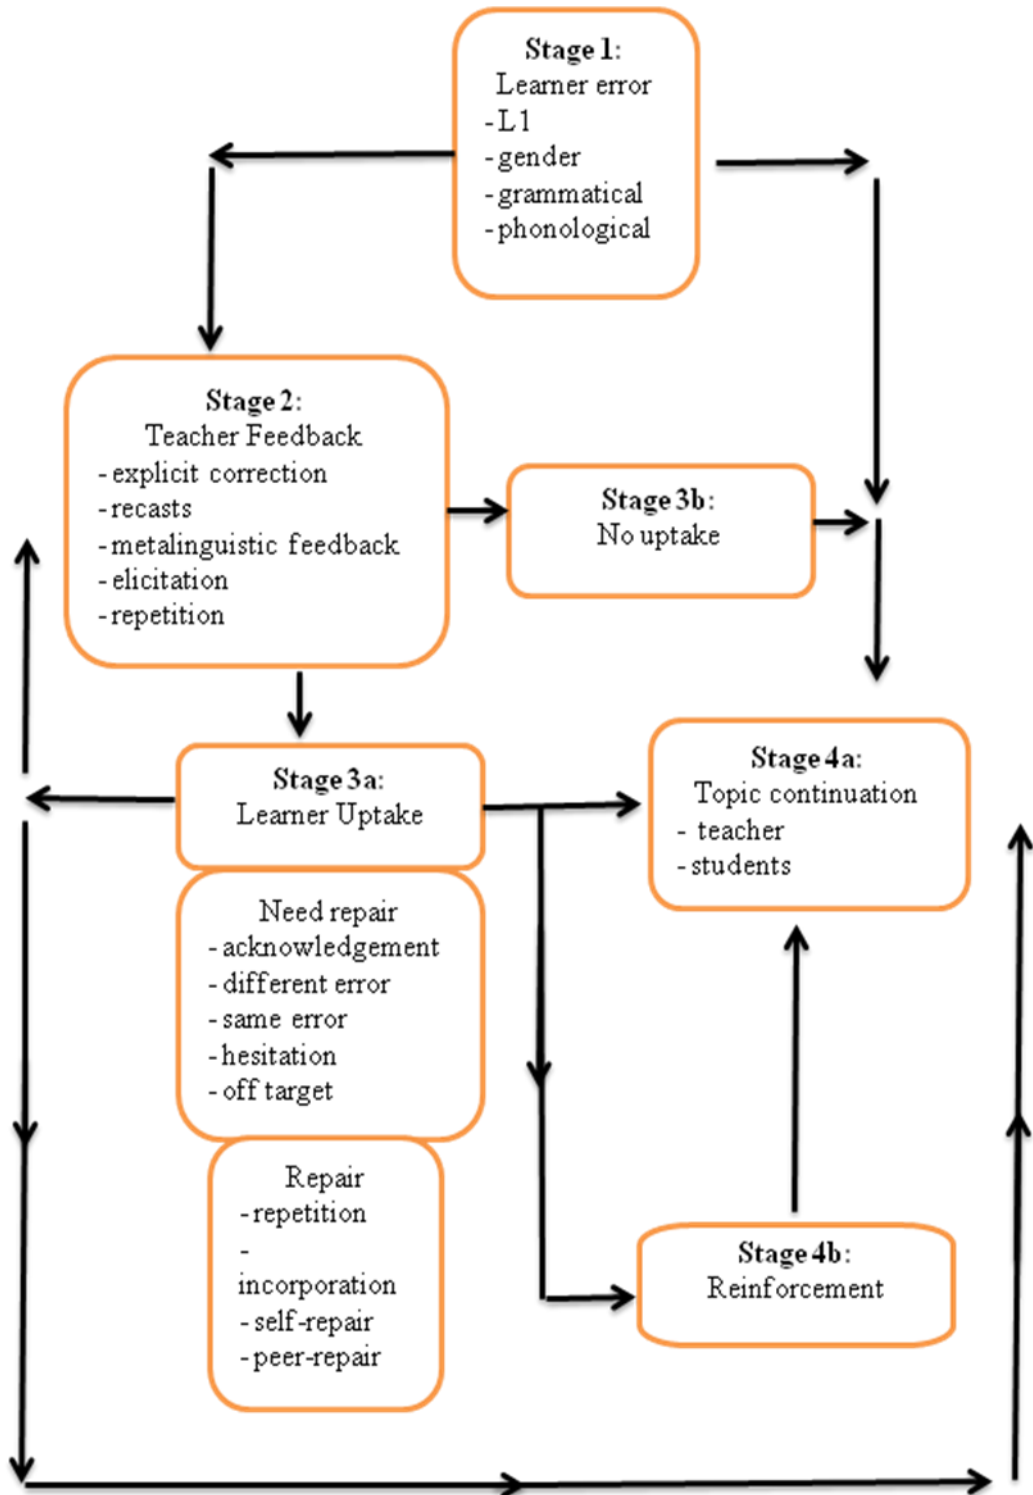 Stage 1:
Learner error
-L1
-gender
-grammatical
-phonological
Stage 2:
Teacher Feedback
-explicit correction
-recasts
-metalinguistic feedback
-elicitation
-repetition
Stage 3b:
No uptake
Stage 3a:
Learner Uptake
Need repair
-acknowledgement
-different error
-same error
-hesitation
-off target
Repair
-repetition
-
incorporation
-self-repair
-peer-repair
Stage 4a:
Topic continuation
- teacher
-students
Stage 4b:
Reinforcement